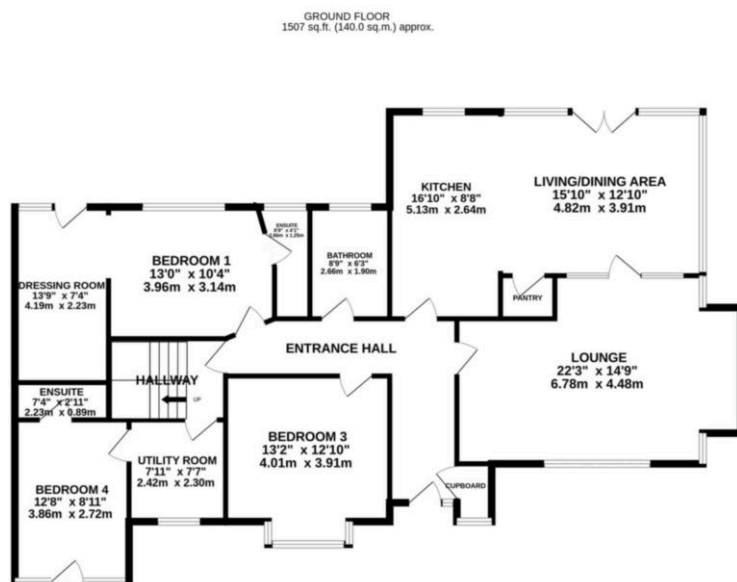 GROUND FLOOR
1507 sq.ft. (140.0 sq.m.) approx.
KITCHEN
16'10" x 8'8"
5.13m x 2.64m
LIVING/DINING AREA
15'10" x 12'10"
4.82m x 3.91m
BEDROOM 1
13'0" x 10'4"
3.96m x 3.14m
ENSUITE
BATHROOM
8'9" x 6'3"
2.66m x 1.90m
DRESSING ROOM
13'9" x 7'4"
4.19m x 2.23m
PANTRY
ENTRANCE HALL
LOUNGE
22'3" x 14'9"
6.78m x 4.48m
HALLWAY
UP
ENSUITE
7'4" x 2'11"
2.23m x 0.89m
BEDROOM 3
13'2" x 12'10"
4.01m x 3.91m
UTILITY ROOM
7'11" x 7'7"
2.42m x 2.30m
BEDROOM 4
12'8" x 8'11"
3.86m x 2.72m
CUPBOARD